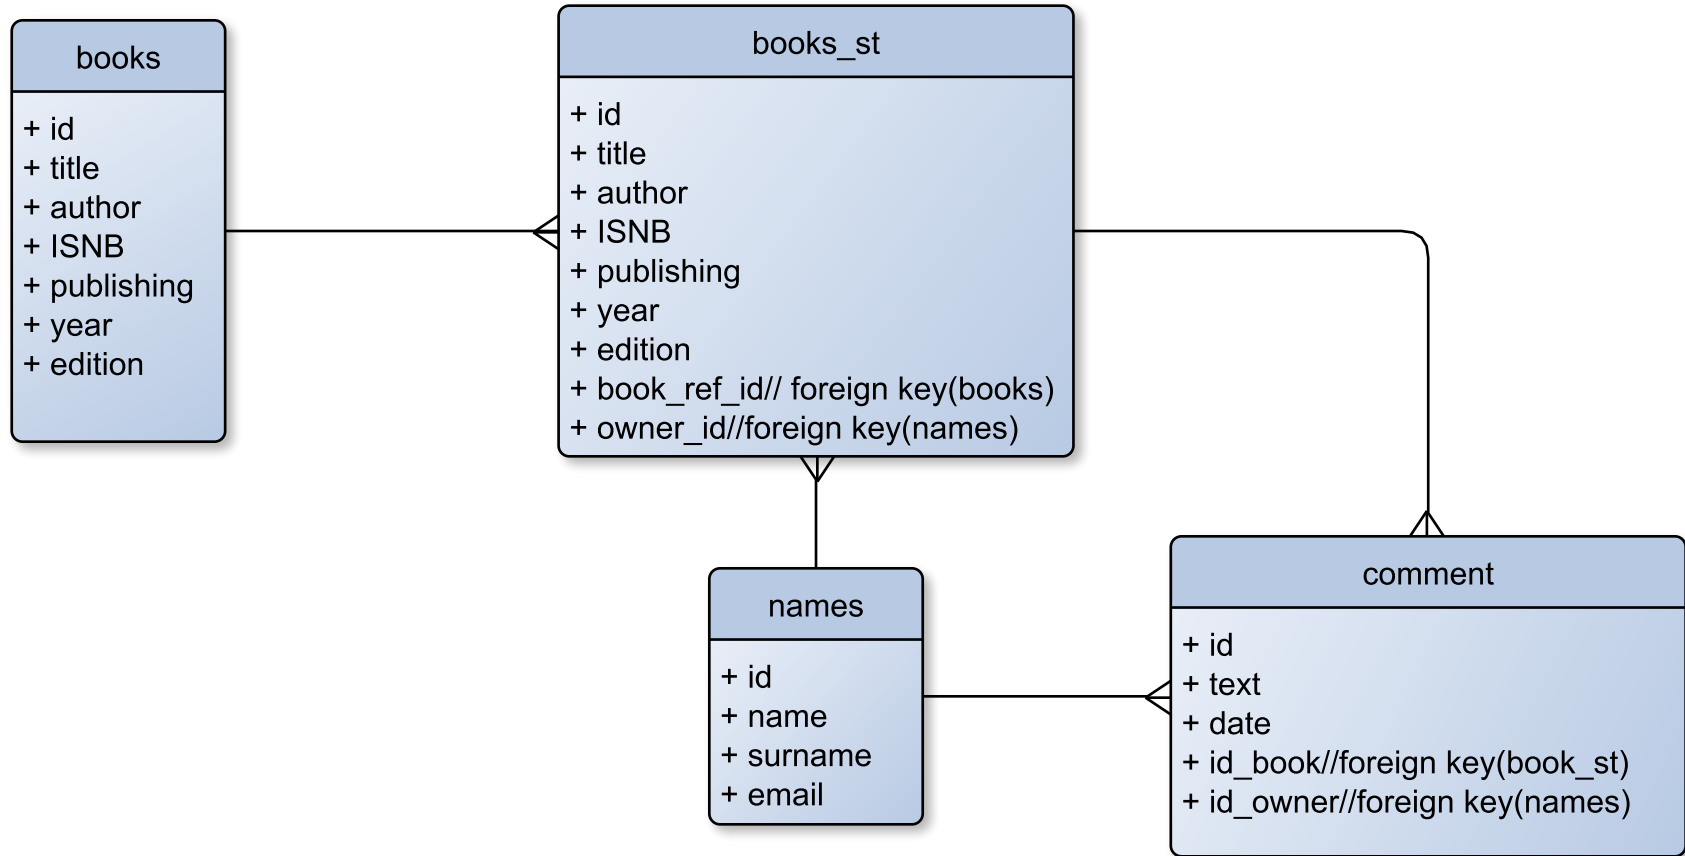 books
+ id
+ title
+ author
+ ISNB
+ publishing
+ year
+ edition
books_st
+ id
+ title
+ author
+ ISNB
+ publishing
+ year
+ edition
+ book_ref_id// foreign key(books)
+ owner_id//foreign key(names)
names
+ id
+ name
+ surname
+ email
comment
+ id
+ text
+ date
+ id_book//foreign key(book_st)
+ id_owner//foreign key(names)